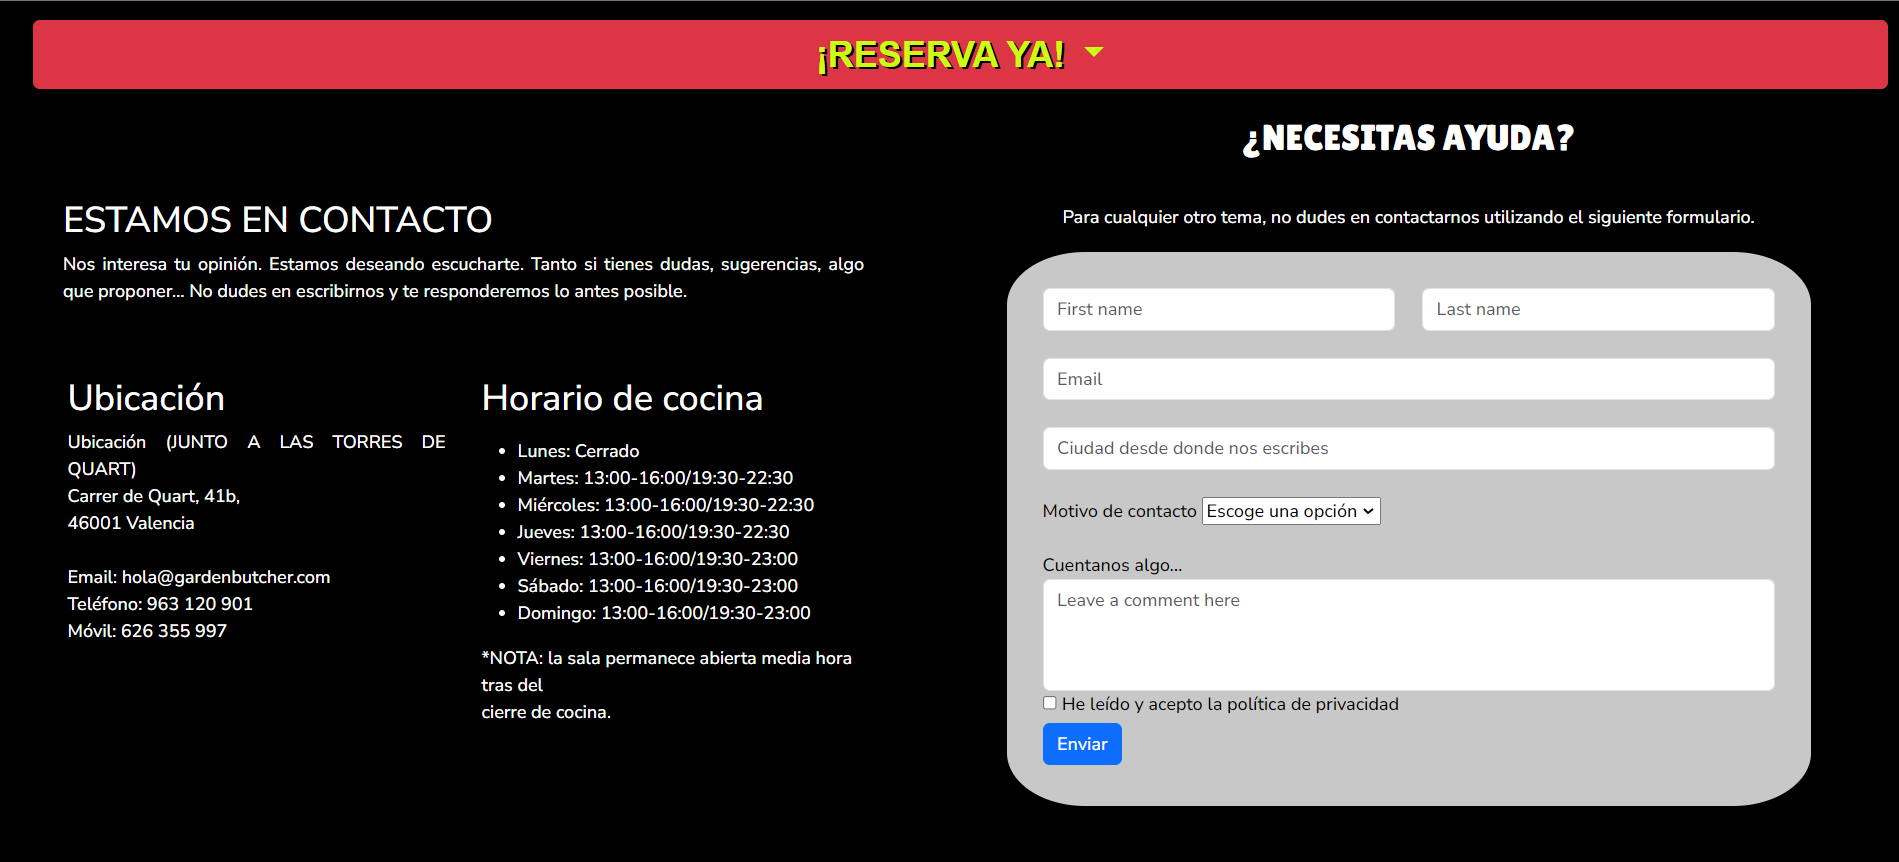 ¡RESERVA YA!
ESTAMOS EN CONTACTO
Nos interesa tu opinión. Estamos deseando escucharte. Tanto si tienes dudas, sugerencias, algo
que proponer... No dudes en escribirnos y te responderemos lo antes posible.
Ubicación
Ubicación (JUNTO A LAS TORRES DE
QUART)
Carrer de Quart, 41b,
46001 Valencia
Email: hola@gardenbutcher.com
Teléfono: 963 120 901
Móvil: 626 355 997
Horario de cocina
• Lunes: Cerrado
• Martes: 13:00-16:00/19:30-22:30
• Miércoles: 13:00-16:00/19:30-22:30
• Jueves: 13:00-16:00/19:30-22:30
• Viernes: 13:00-16:00/19:30-23:00
• Sábado: 13:00-16:00/19:30-23:00
• Domingo: 13:00-16:00/19:30-23:00
*NOTA: la sala permanece abierta media hora
tras del
cierre de cocina.
¿NECESITAS AYUDA?
Para cualquier otro tema, no dudes en contactarnos utilizando el siguiente formulario.
First name
Last name
Email
Ciudad desde donde nos escribes
Motivo de contacto Escoge una opción
Cuentanos algo...
Leave a comment here
He leído y acepto la política de privacidad
Enviar